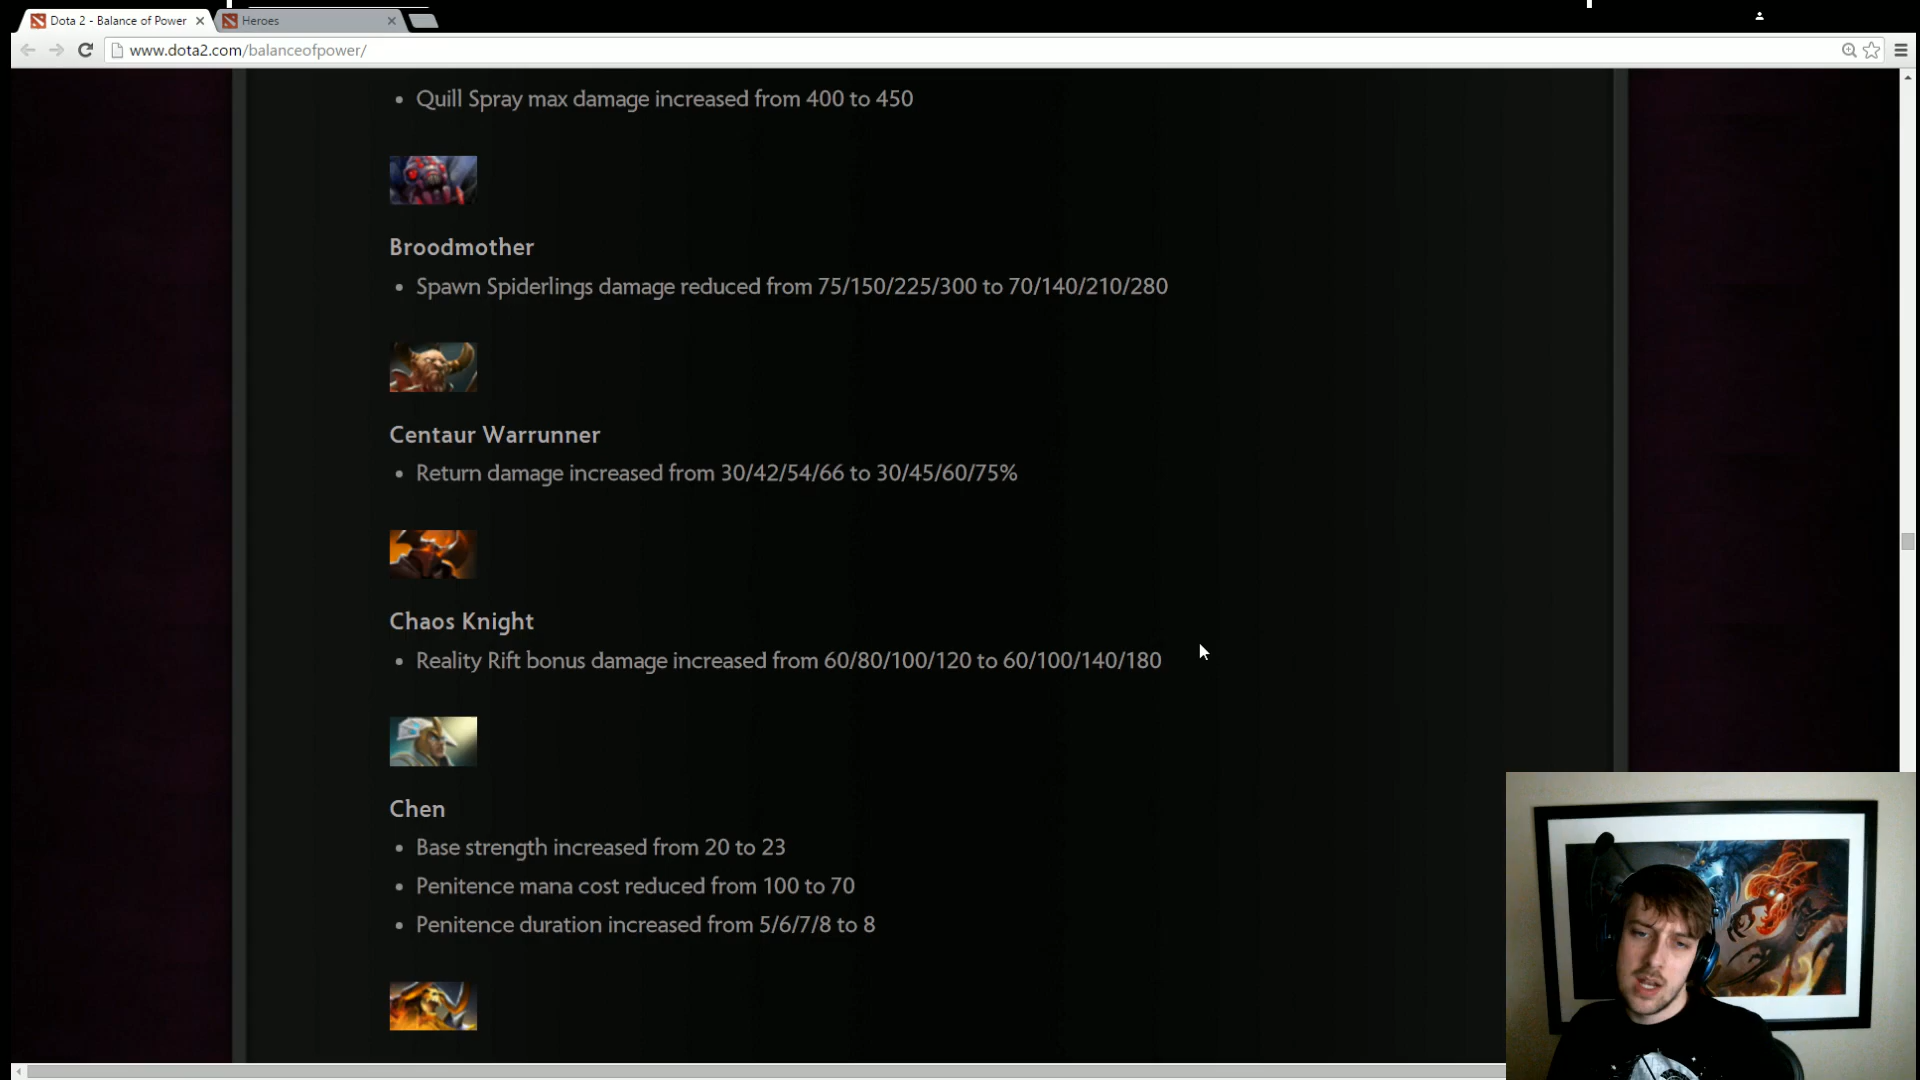 Dota 2 - Balance of Power
Heroes
www.dota2.com/balanceofpower/
Quill Spray max damage increased from 400 to 450
Broodmother
Spawn Spiderlings damage reduced from 75/150/225/300 to 70/140/210/280
Centaur Warrunner
Return damage increased from 30/42/54/66 to 30/45/60/75%
Chaos Knight
Reality Rift bonus damage increased from 60/80/100/120 to 60/100/140/180
Chen
Base strength increased from 20 to 23
Penitence mana cost reduced from 100 to 70
Penitence duration increased from 5/6/7/8 to 8